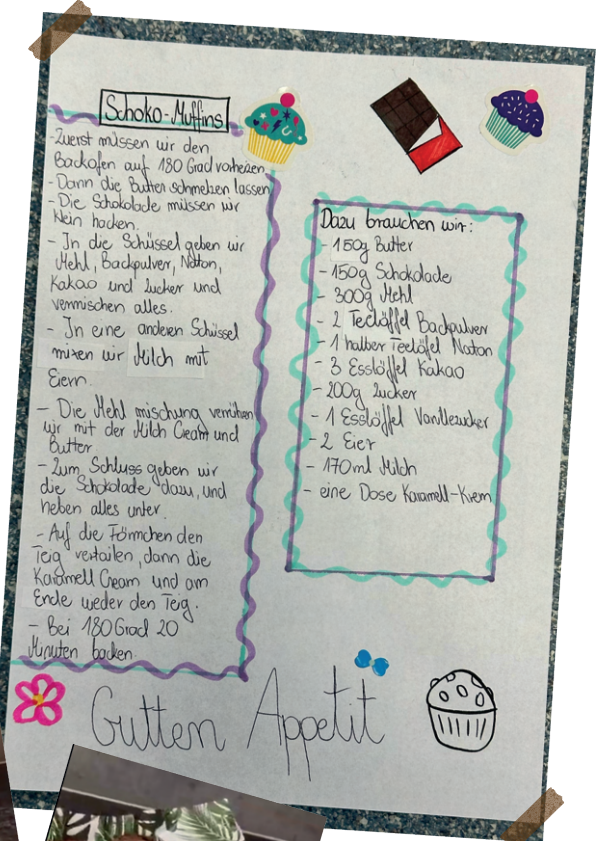 Schoko-Muffins
-Zuerst müssen wir den
Backofen auf 180 Grad vorheizen
-Dann die Butter schmelzen lassen
-Die Schokolade müssen wir
klein hacken.
- In die Schüssel geben wir
Mehl, Backpulver, Natton,
Kakao und Zucker und
vermischen alles.
- In eine anderen Schüssel
mixen wir Milch mit
Eiern.
- Die Mehl mischung verrühen
wir mit der Milch Cream und
Butter
-Zum Schluss geben wir
die Schokolade dazu, und
heben alles unter.
- Auf die Förmchen den
Teig vertailen, dann die
Karamell Cream und am
Ende weder den Teig.
- Bei 180 Grad 20
Minuten backen.
Dazu brauchen wir:
- 150g Butter
- 150g Schokolade
- 300g Mehl
- 2 Teelöffel Backpulver
- 1 halber Teelöfel Naton
- 3 Esslöffel Kakao
-200g Zucker
- 1 Esslöffel Vanillezucker
-2 Eier
- 170ml Milch
- eine Dose Karamell-Krem
Gutten Appetit